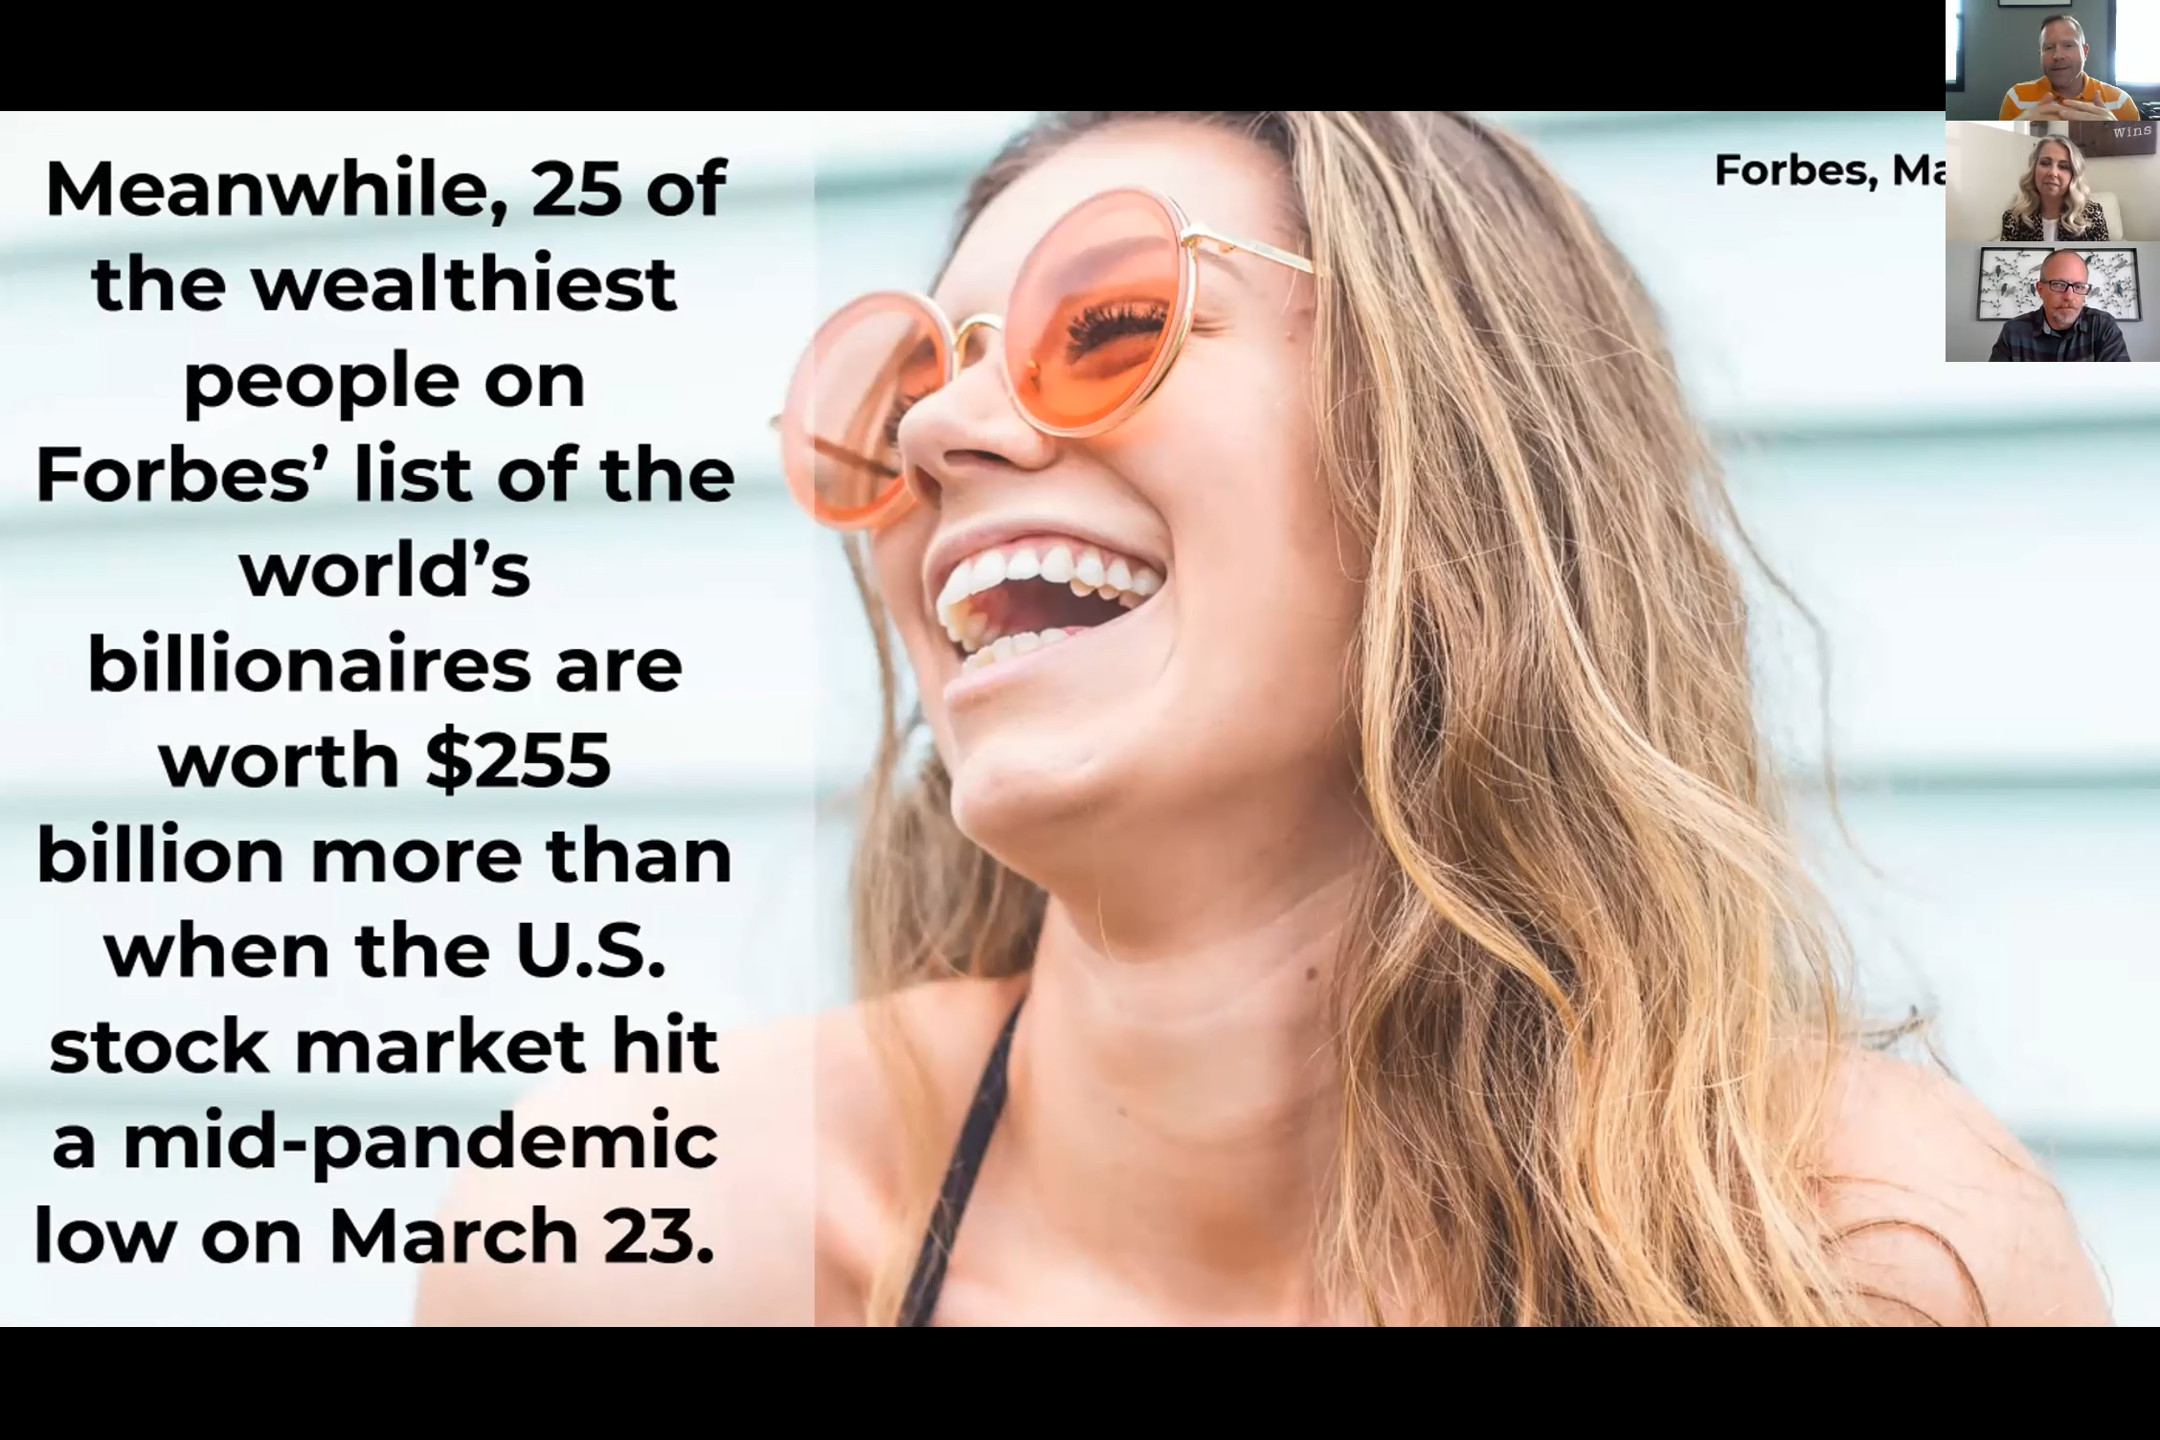 Meanwhile, 25 of
the wealthiest
people on
Forbes’ list of the
world’s
billionaires are
worth $255
billion more than
when the U.S.
stock market hit
a mid-pandemic
low on March 23.
Forbes, Ma
Wins